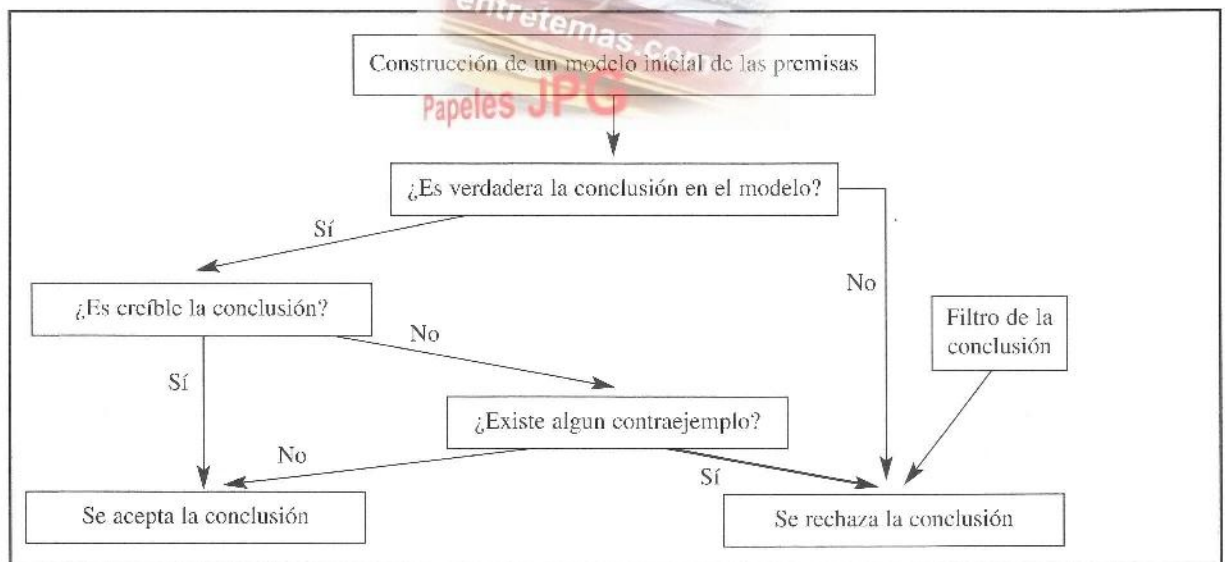 entretemas.com
Construcción de un modelo inicial de las premisas
Papeles JPG
¿Es verdadera la conclusión en el modelo?
Sí
No
¿Es creíble la conclusión?
Filtro de la
conclusión
No
Sí
¿Existe algun contraejemplo?
No
Sí
Se acepta la conclusión
Se rechaza la conclusión